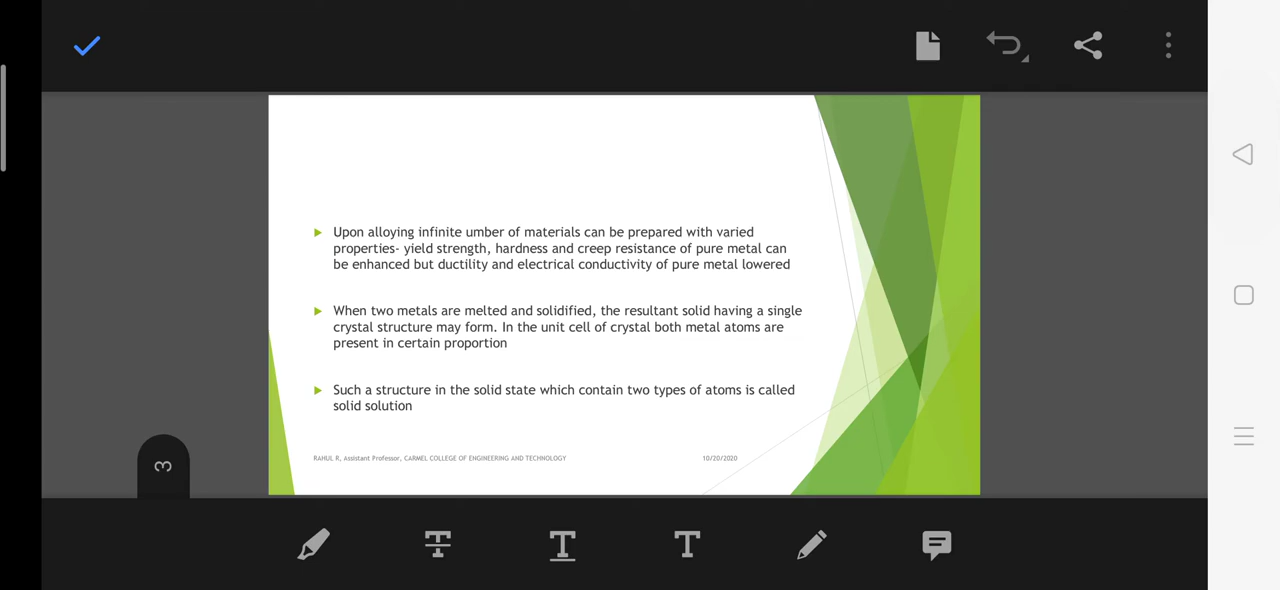 Upon alloying infinite umber of materials can be prepared with varied
properties- yield strength, hardness and creep resistance of pure metal can
be enhanced but ductility and electrical conductivity of pure metal lowered
When two metals are melted and solidified, the resultant solid having a single
crystal structure may form. In the unit cell of crystal both metal atoms are
present in certain proportion
Such a structure in the solid state which contain two types of atoms is called
solid solution
RAHUL R, Assistant Professor, CARMEL COLLEGE OF ENGINEERING AND TECHNOLOGY
10/20/2020
3
T
T
T